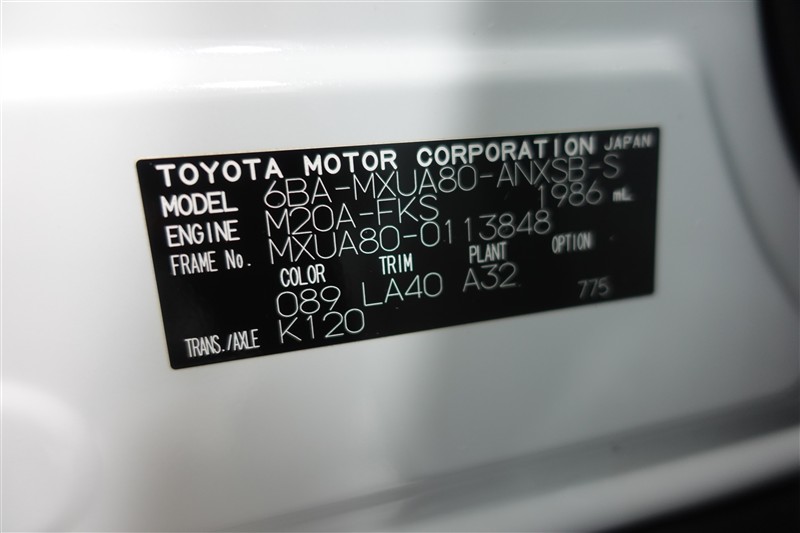 TOYOTA MOTOR CORPORATION JAPAN
MODEL 6BA-MXUA80-ANXSB-S
ENGINE M20A-FKS 1986 mL
FRAME No. MXUA80-0113848
COLOR TRIM PLANT OPTION
089 LA40 A32 775
TRANS./AXLE K120